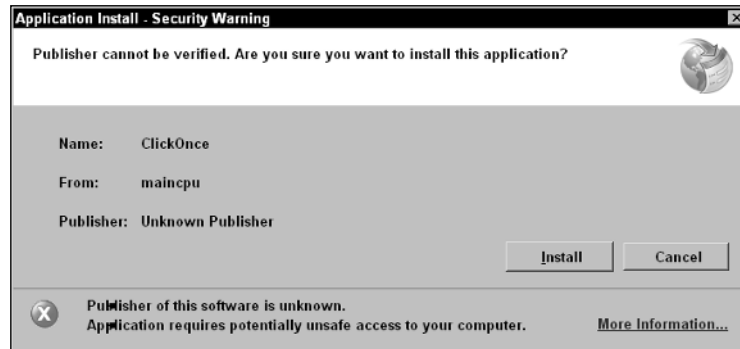 Application Install - Security Warning
Publisher cannot be verified. Are you sure you want to install this application?
Name: ClickOnce
From: maincpu
Publisher: Unknown Publisher
Install Cancel
Publisher of this software is unknown.
Application requires potentially unsafe access to your computer. More Information...